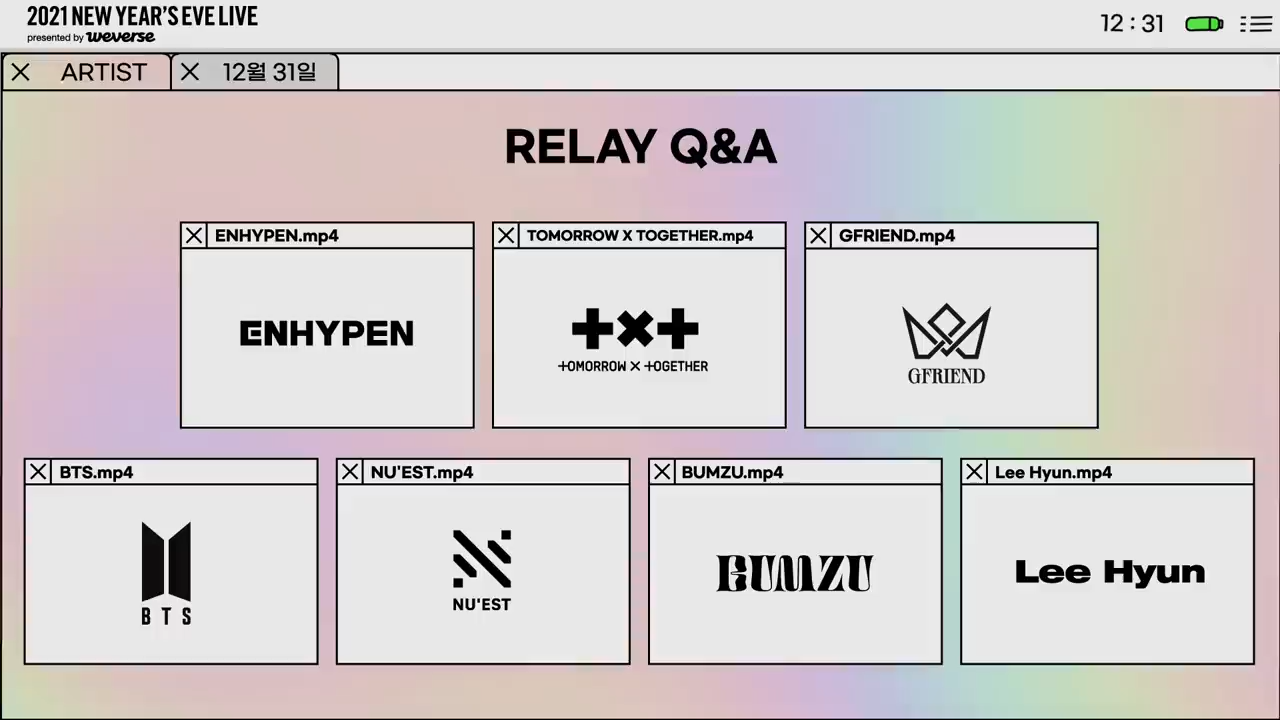 2021 NEW YEAR'S EVE LIVE
presented by weverse
12 : 31
ARTIST
12월 31일
RELAY Q&A
ENHYPEN.mp4
ENHYPEN
TOMORROW X TOGETHER.mp4
TOMORROW X TOGETHER
GFRIEND.mp4
GFRIEND
BTS.mp4
BTS
NU'EST.mp4
NU'EST
BUMZU.mp4
BUMZU
Lee Hyun.mp4
Lee Hyun